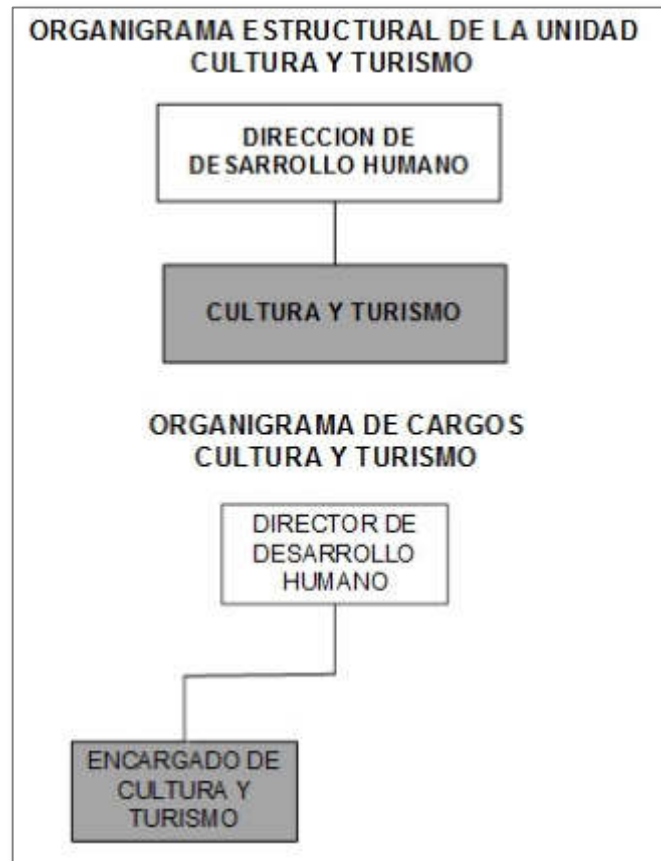 ORGANIGRAMA ESTRUCTURAL DE LA UNIDAD
CULTURA Y TURISMO
DIRECCION DE
DESARROLLO HUMANO
CULTURA Y TURISMO
ORGANIGRAMA DE CARGOS
CULTURA Y TURISMO
DIRECTOR DE
DESARROLLO
HUMANO
ENCARGADO DE
CULTURA Y
TURISMO